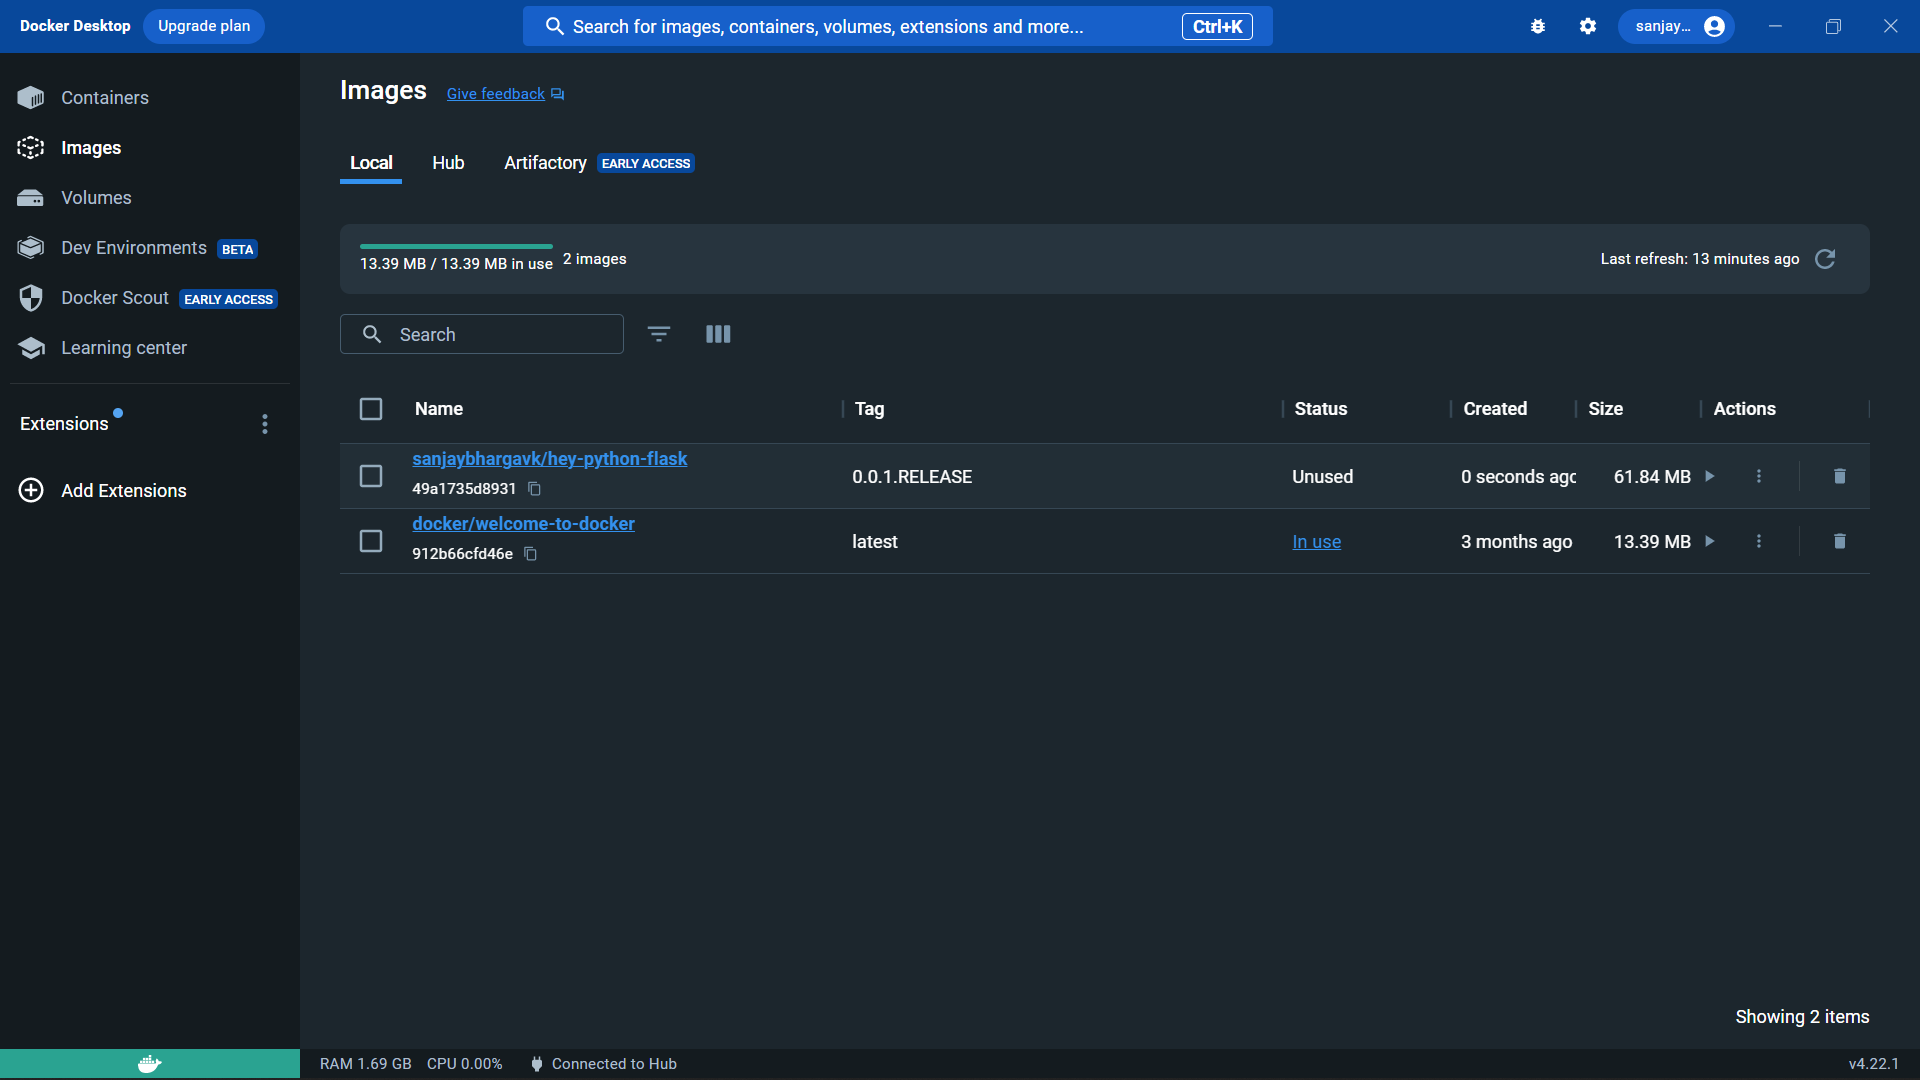 Docker Desktop Upgrade plan Search for images, containers, volumes, extensions and more... Ctrl+K sanjay...
Containers
Images
Volumes
Dev Environments BETA
Docker Scout EARLY ACCESS
Learning center
Extensions
Add Extensions
Images Give feedback
Local Hub Artifactory EARLY ACCESS
13.39 MB / 13.39 MB in use 2 images Last refresh: 13 minutes ago
Search
Name Tag Status Created Size Actions
sanjaybhargavk/hey-python-flask
49a1735d8931
0.0.1.RELEASE Unused 0 seconds ago 61.84 MB
docker/welcome-to-docker
912b66cfd46e
latest In use 3 months ago 13.39 MB
Showing 2 items
RAM 1.69 GB CPU 0.00% Connected to Hub v4.22.1